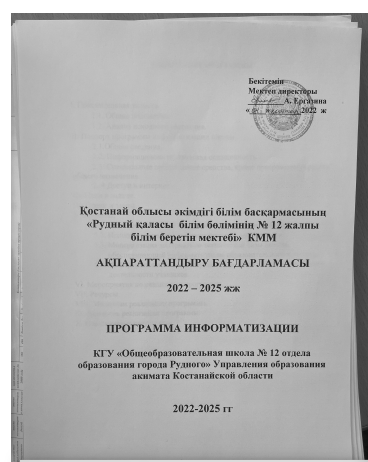 Бекітемін
Мектеп директоры
А. Ергазина
2022 ж
Қостанай облысы әкімдігі білім басқармасының
«Рудный қаласы білім бөлімінің № 12 жалпы
білім беретін мектебі» КММ
АҚПАРАТТАНДЫРУ БАҒДАРЛАМАСЫ
2022 – 2025 жж
ПРОГРАММА ИНФОРМАТИЗАЦИИ
КГУ «Общеобразовательная школа № 12 отдела
образования города Рудного» Управления образования
акимата Костанайской области
2022-2025 гг